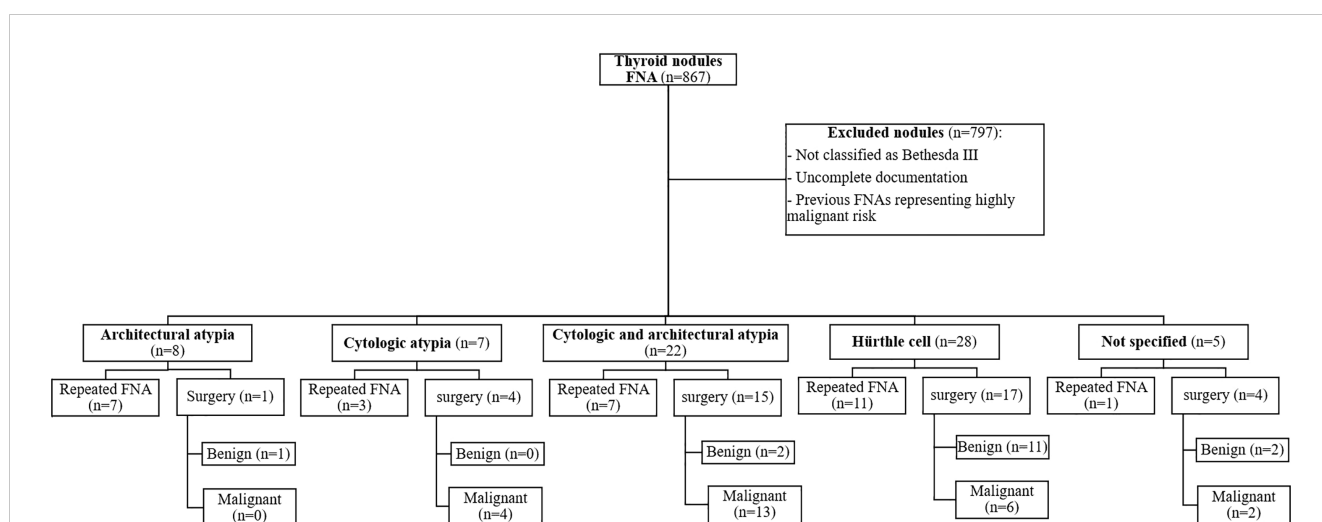 Thyroid nodules
FNA (n=867)
Excluded nodules (n=797):
- Not classified as Bethesda III
- Uncomplete documentation
- Previous FNAs representing highly
malignant risk
Architectural atypia
(n=8)
Cytologic atypia (n=7)
Cytologic and architectural atypia
(n=22)
Hürthle cell (n=28)
Not specified (n=5)
Repeated FNA
(n=7)
Surgery (n=1)
Repeated FNA
(n=3)
surgery (n=4)
Repeated FNA
(n=7)
surgery (n=15)
Repeated FNA
(n=11)
surgery (n=17)
Repeated FNA
(n=1)
surgery (n=4)
Benign (n=1)
Benign (n=0)
Benign (n=2)
Benign (n=11)
Benign (n=2)
Malignant
(n=0)
Malignant
(n=4)
Malignant
(n=13)
Malignant
(n=6)
Malignant
(n=2)